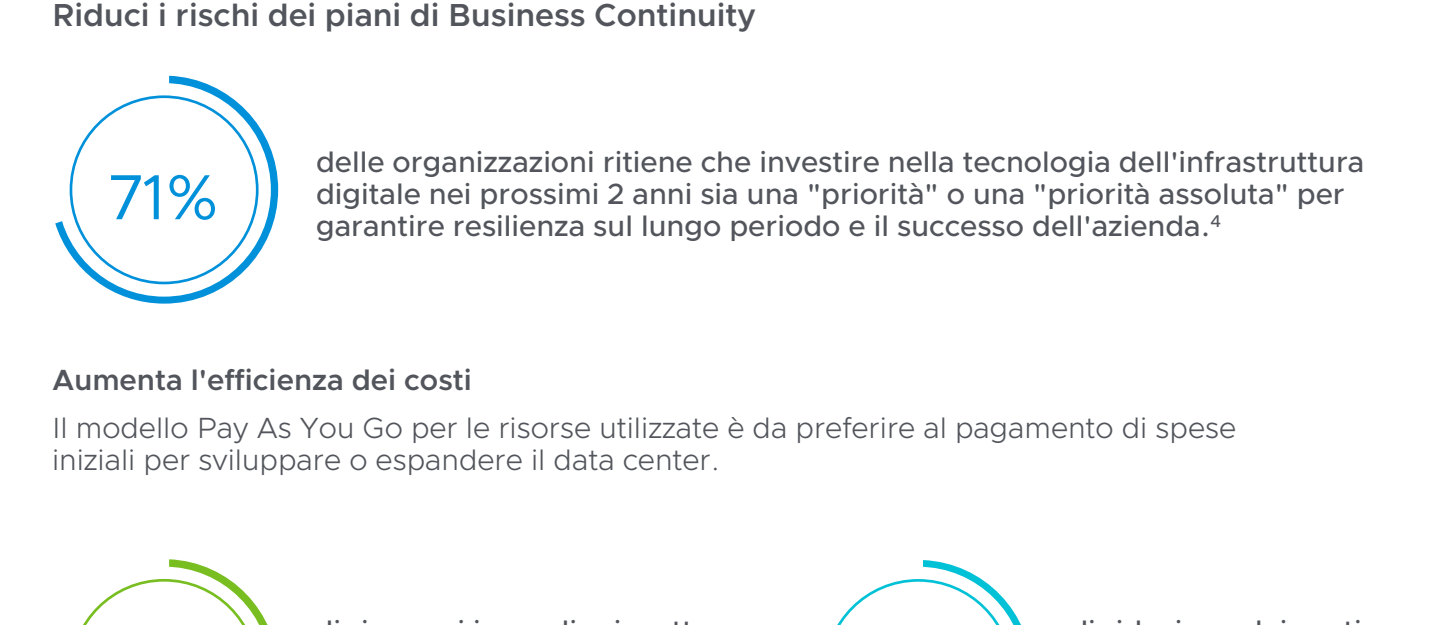 Riduci i rischi dei piani di Business Continuity
71%
delle organizzazioni ritiene che investire nella tecnologia dell'infrastruttura
digitale nei prossimi 2 anni sia una "priorità" o una "priorità assoluta" per
garantire resilienza sul lungo periodo e il successo dell'azienda.⁴
Aumenta l'efficienza dei costi
Il modello Pay As You Go per le risorse utilizzate è da preferire al pagamento di spese
iniziali per sviluppare o espandere il data center.